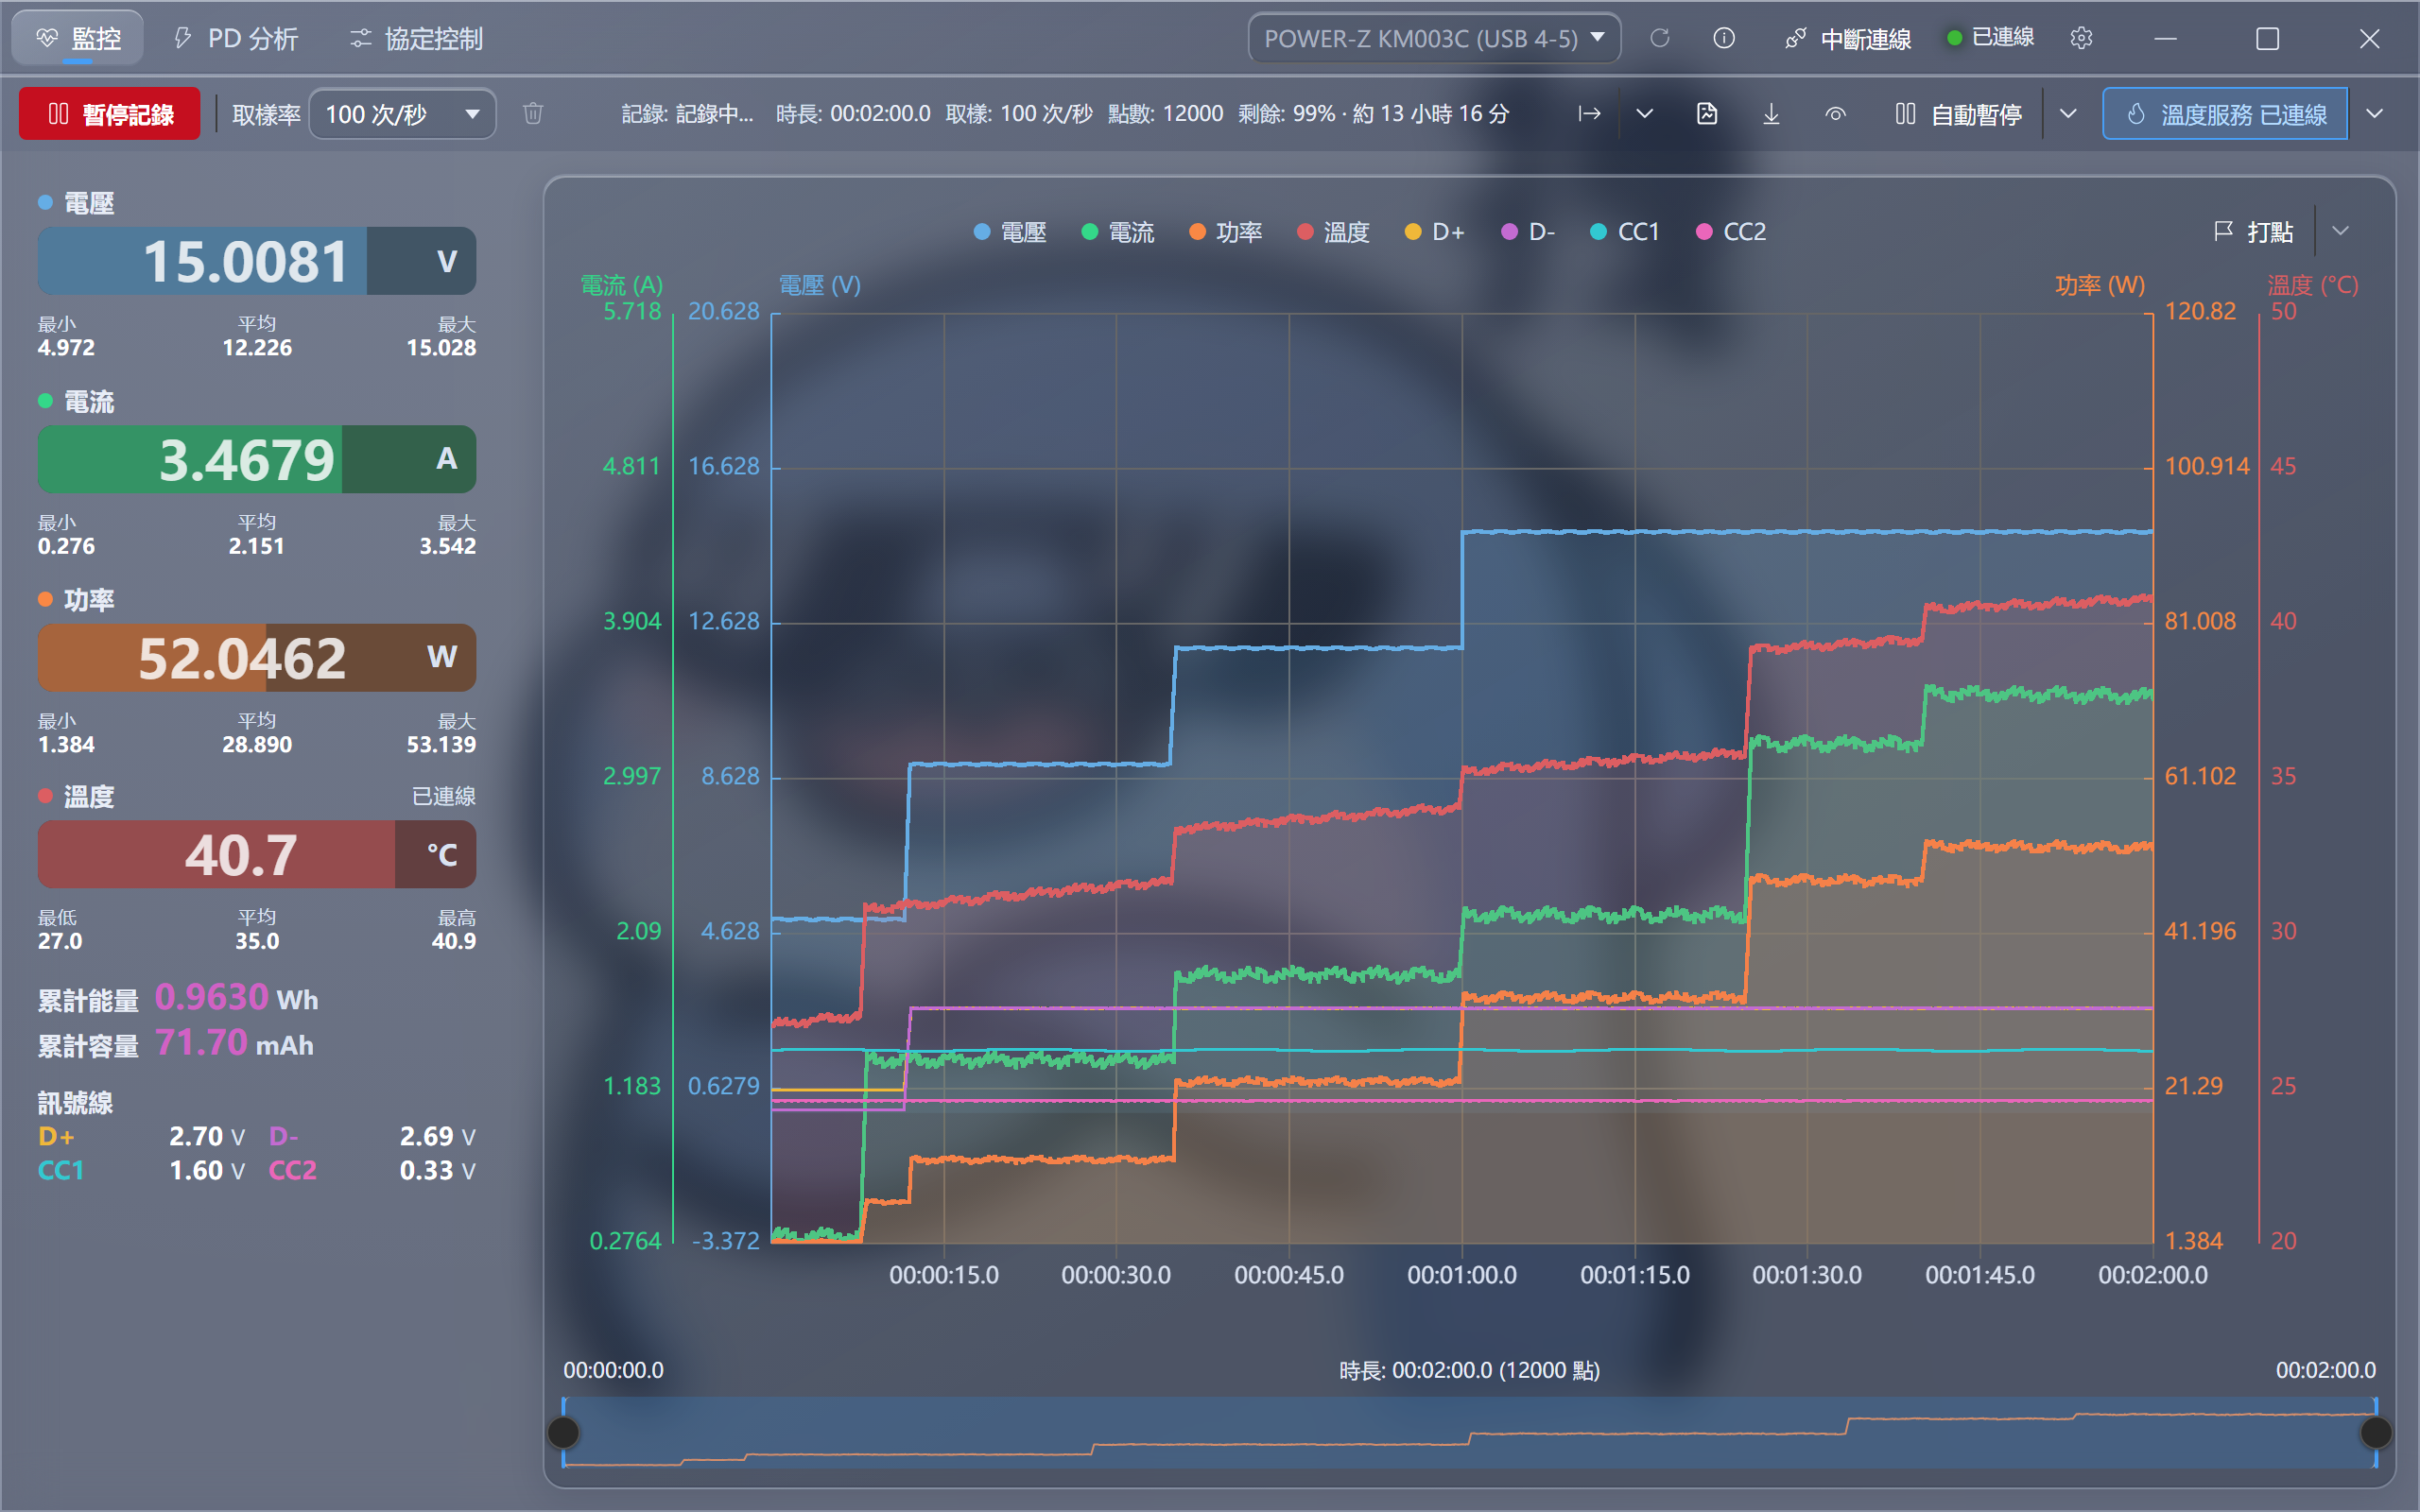 監控 PD 分析 協定控制 POWER-Z KM003C (USB 4-5) 中斷連線 已連線
暫停記錄 取樣率 100 次/秒 記錄: 記錄中... 時長: 00:02:00.0 取樣: 100 次/秒 點數: 12000 剩餘: 99% · 約 13 小時 16 分 自動暫停 溫度服務 已連線
電壓
15.0081 V
最小 平均 最大
4.972 12.226 15.028
電流
3.4679 A
最小 平均 最大
0.276 2.151 3.542
功率
52.0462 W
最小 平均 最大
1.384 28.890 53.139
溫度 已連線
40.7 °C
最低 平均 最高
27.0 35.0 40.9
累計能量 0.9630 Wh
累計容量 71.70 mAh
訊號線
D+ 2.70 V D- 2.69 V
CC1 1.60 V CC2 0.33 V
電壓 電流 功率 溫度 D+ D- CC1 CC2 打點
電流 (A) 電壓 (V) 功率 (W) 溫度 (°C)
5.718 20.628 120.82 50
4.811 16.628 100.914 45
3.904 12.628 81.008 40
2.997 8.628 61.102 35
2.09 4.628 41.196 30
1.183 0.6279 21.29 25
0.2764 -3.372 1.384 20
00:00:15.0 00:00:30.0 00:00:45.0 00:01:00.0 00:01:15.0 00:01:30.0 00:01:45.0 00:02:00.0
00:00:00.0 時長: 00:02:00.0 (12000 點) 00:02:00.0